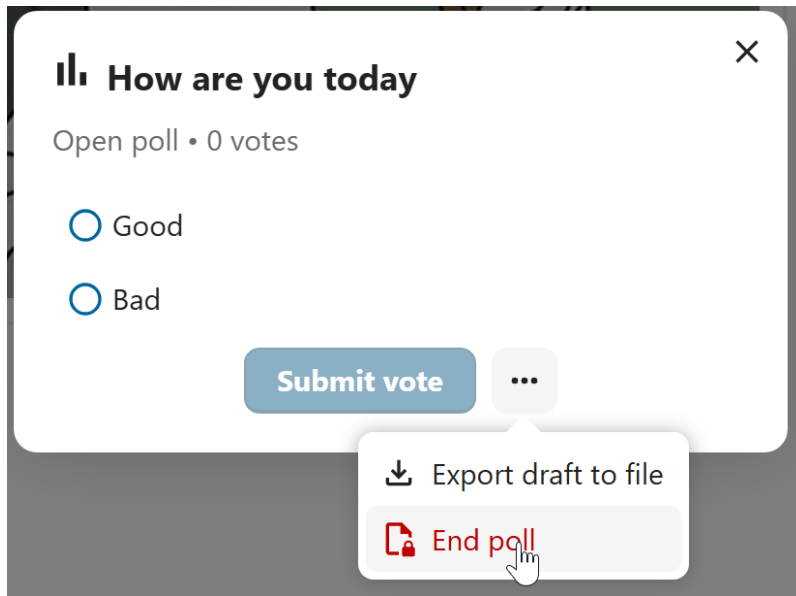 How are you today
Open poll • 0 votes
Good
Bad
Submit vote
Export draft to file
End poll